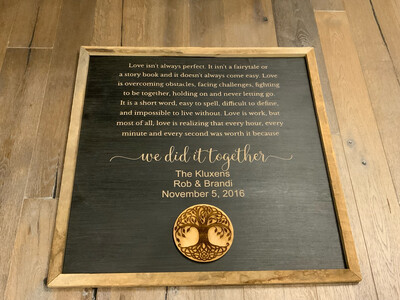 Love isn't always perfect. It isn't a fairytale or
a story book and it doesn't always come easy. Love
is overcoming obstacles, facing challenges, fighting
to be together, holding on and never letting go.
It is a short word, easy to spell, difficult to define,
and impossible to live without. Love is work, but
most of all, love is realizing that every hour, every
minute and every second was worth it because
we did it together
The Kluxens
Rob & Brandi
November 5, 2016